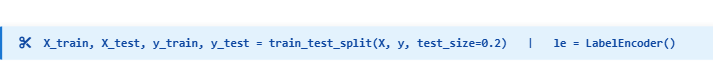 X_train, X_test, y_train, y_test = train_test_split(X, y, test_size=0.2) | le = LabelEncoder()